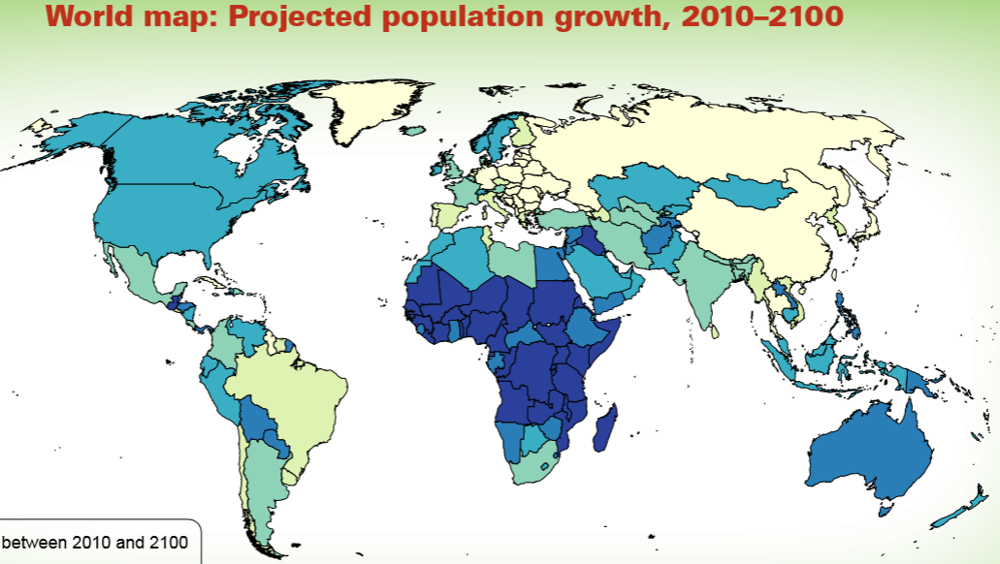 World map: Projected population growth, 2010–2100
between 2010 and 2100